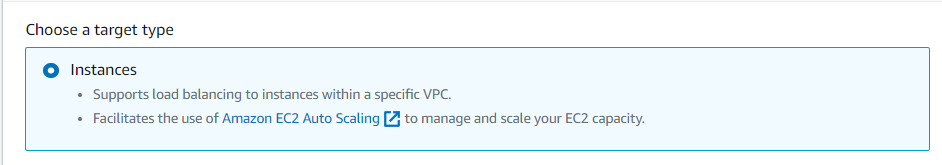 Choose a target type
Instances
• Supports load balancing to instances within a specific VPC.
• Facilitates the use of Amazon EC2 Auto Scaling to manage and scale your EC2 capacity.